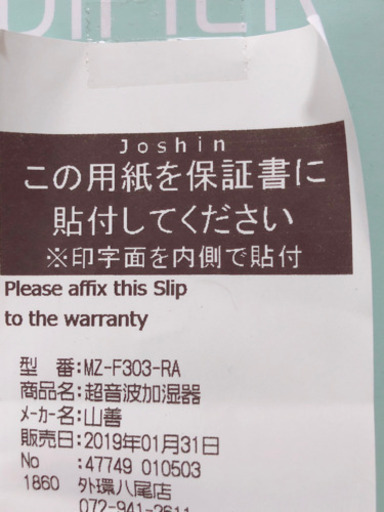 Joshin
この用紙を保証書に
貼付してください
※印字面を内側で貼付
Please affix this Slip
to the warranty
型 番:MZ-F303-RA
商品名:超音波加湿器
メーカー名:山善
販売日:2019年01月31日
No :47749 010503
1860 外環八尾店
072-941-2611